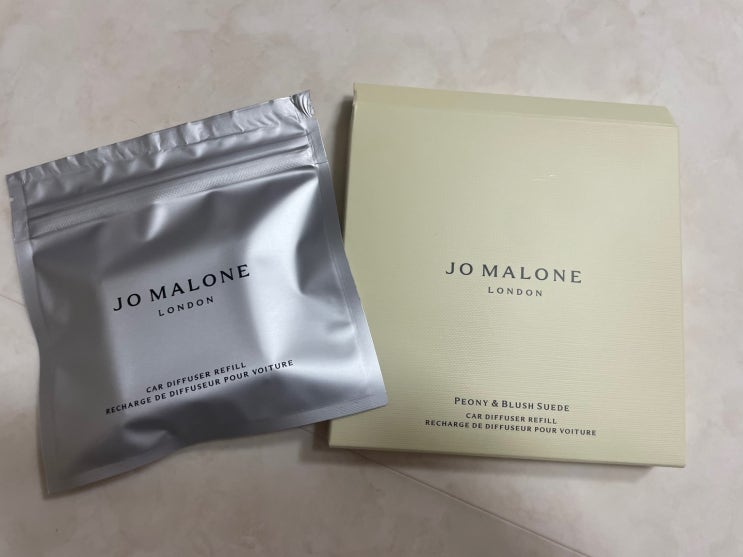 JO MALONE
LONDON
CAR DIFFUSER REFILL
RECHARGE DE DIFFUSEUR POUR VOITURE
JO MALONE
LONDON
PEONY & BLUSH SUEDE
CAR DIFFUSER REFILL
RECHARGE DE DIFFUSEUR POUR VOITURE